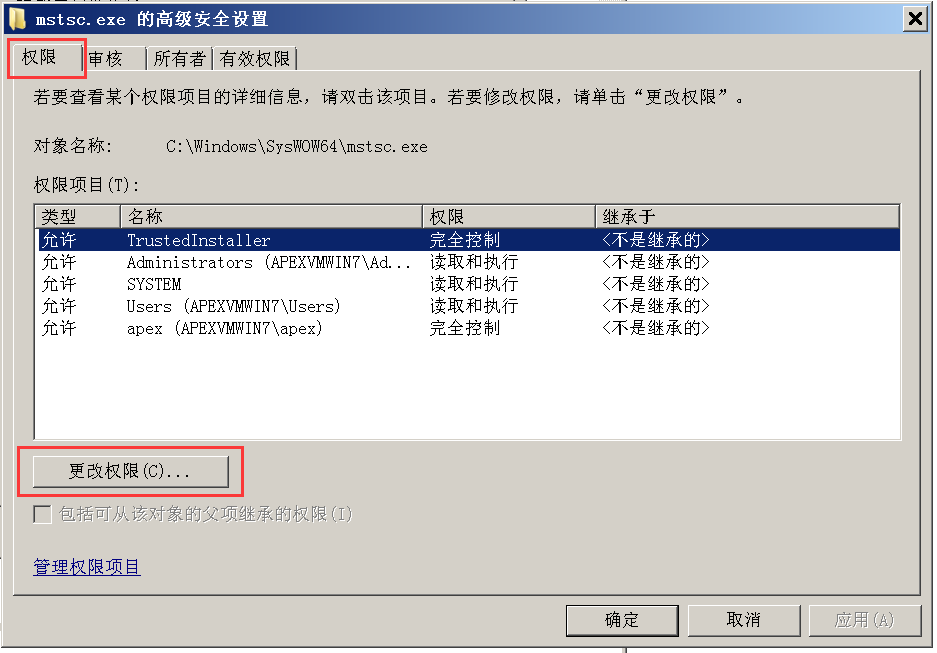 mstsc.exe 的高级安全设置
权限 审核 所有者 有效权限
若要查看某个权限项目的详细信息，请双击该项目。若要修改权限，请单击“更改权限”。
对象名称: C:\Windows\SysWOW64\mstsc.exe
权限项目(T):
类型 名称 权限 继承于
允许 TrustedInstaller 完全控制 <不是继承的>
允许 Administrators (APEXVMWIN7\Ad... 读取和执行 <不是继承的>
允许 SYSTEM 读取和执行 <不是继承的>
允许 Users (APEXVMWIN7\Users) 读取和执行 <不是继承的>
允许 apex (APEXVMWIN7\apex) 完全控制 <不是继承的>
更改权限(C)...
包括可从该对象的父项继承的权限(I)
管理权限项目
确定 取消 应用(A)